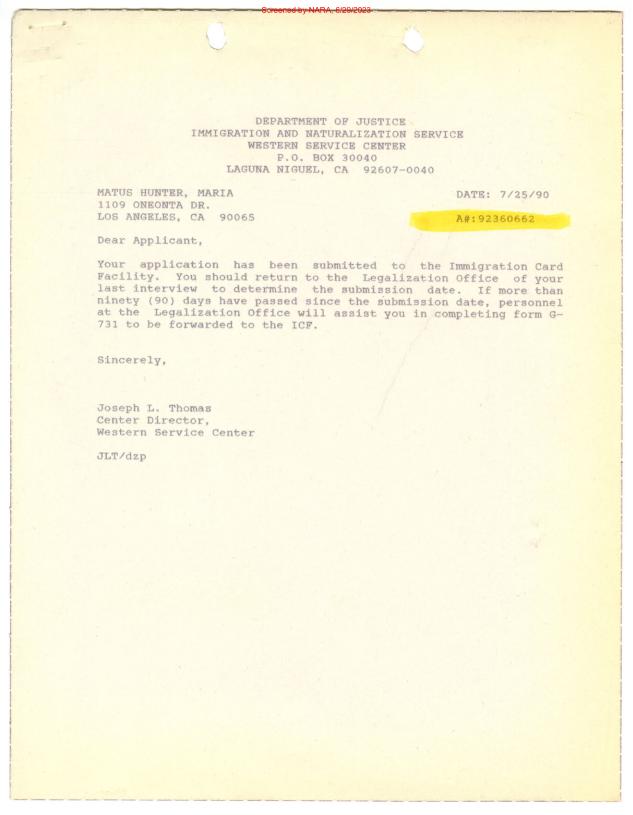 Screened by NARA, 6/29/2023
DEPARTMENT OF JUSTICE
IMMIGRATION AND NATURALIZATION SERVICE
WESTERN SERVICE CENTER
P.O. BOX 30040
LAGUNA NIGUEL, CA 92607-0040
MATUS HUNTER, MARIA
DATE: 7/25/90
1109 ONEONTA DR.
LOS ANGELES, CA 90065
A#:92360662
Dear Applicant,
Your application has been submitted to the Immigration Card
Facility. You should return to the Legalization Office of your
last interview to determine the submission date. If more than
ninety (90) days have passed since the submission date, personnel
at the Legalization Office will assist you in completing form G-
731 to be forwarded to the ICF.
Sincerely,
Joseph L. Thomas
Center Director,
Western Service Center
JLT/dzp